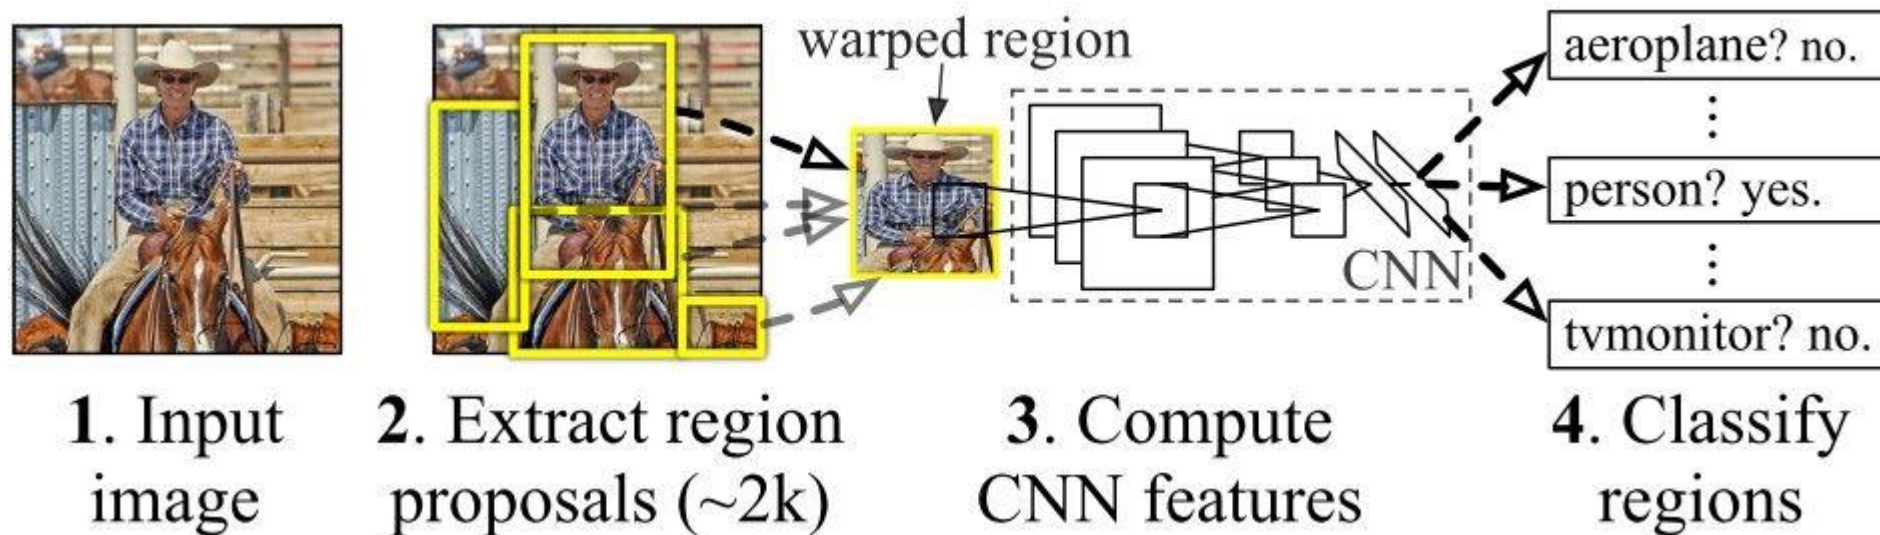 warped region
aeroplane? no.
person? yes.
CNN
tvmonitor? no.
1. Input
image
2. Extract region
proposals (~2k)
3. Compute
CNN features
4. Classify
regions